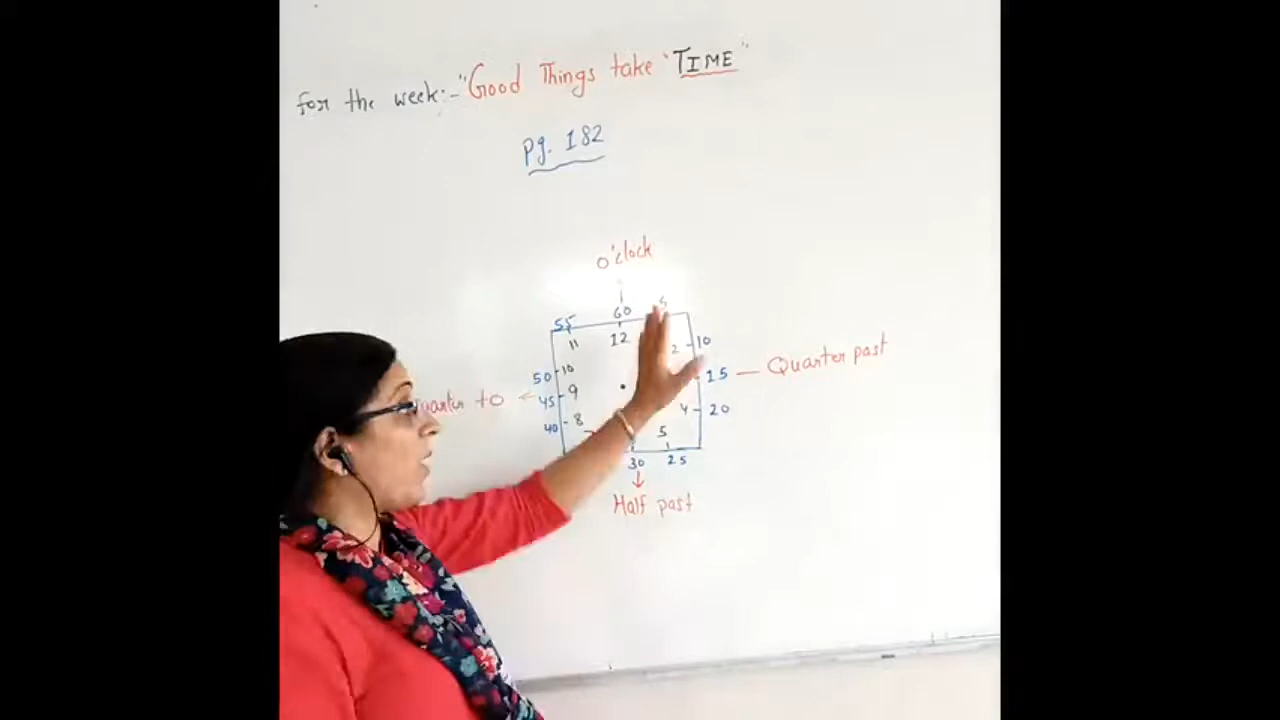 for the week:- "Good Things take 'TIME"
pg. 182
o'clock
55 60 5
11 12
2 10
50 10
15 — Quarter past
45 9
to
40 8
4 20
5
30 25
Half past